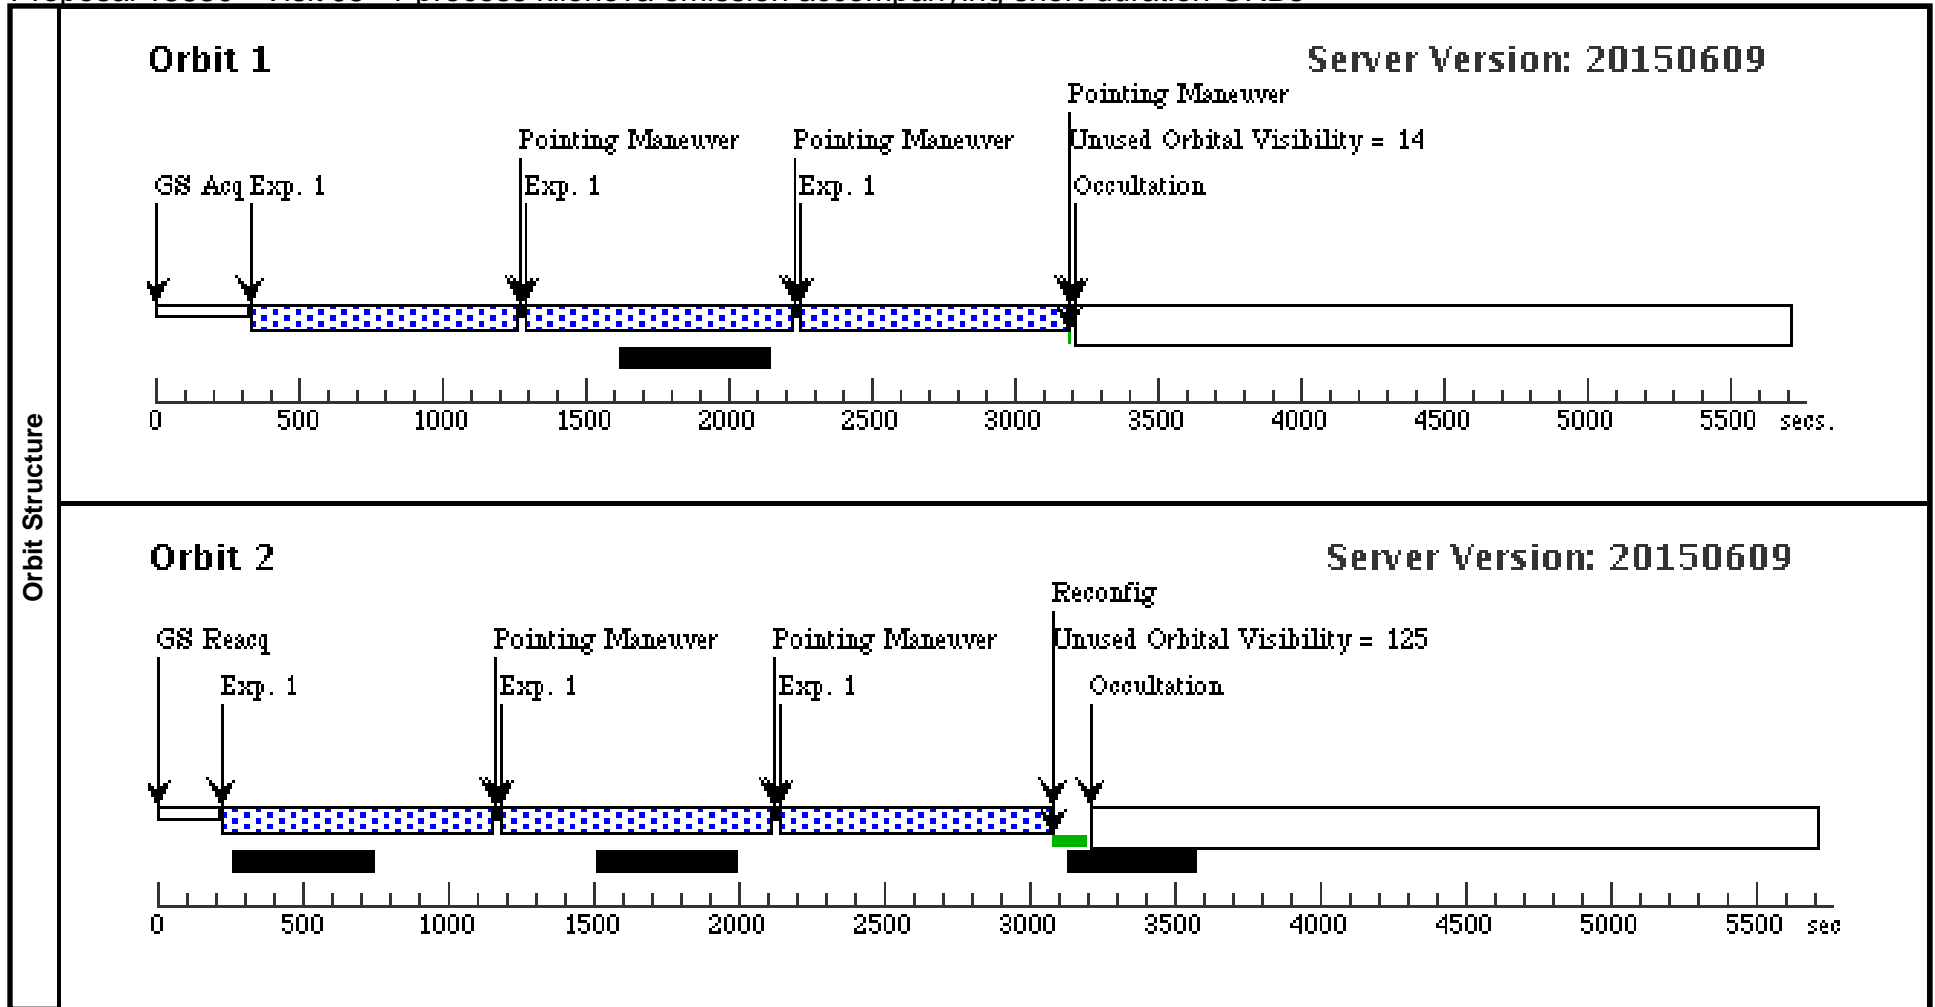 Orbit Structure
Orbit 1
Server Version: 20150609
Pointing Maneuver
Pointing Maneuver Pointing Maneuver Unused Orbital Visibility = 14
GS Acq Exp. 1 Exp. 1 Exp. 1 Occultation
0 500 1000 1500 2000 2500 3000 3500 4000 4500 5000 5500 secs.
Orbit 2
Server Version: 20150609
Reconfig
GS Reacq Pointing Maneuver Pointing Maneuver Unused Orbital Visibility = 125
Exp. 1 Exp. 1 Exp. 1 Occultation
0 500 1000 1500 2000 2500 3000 3500 4000 4500 5000 5500 sec